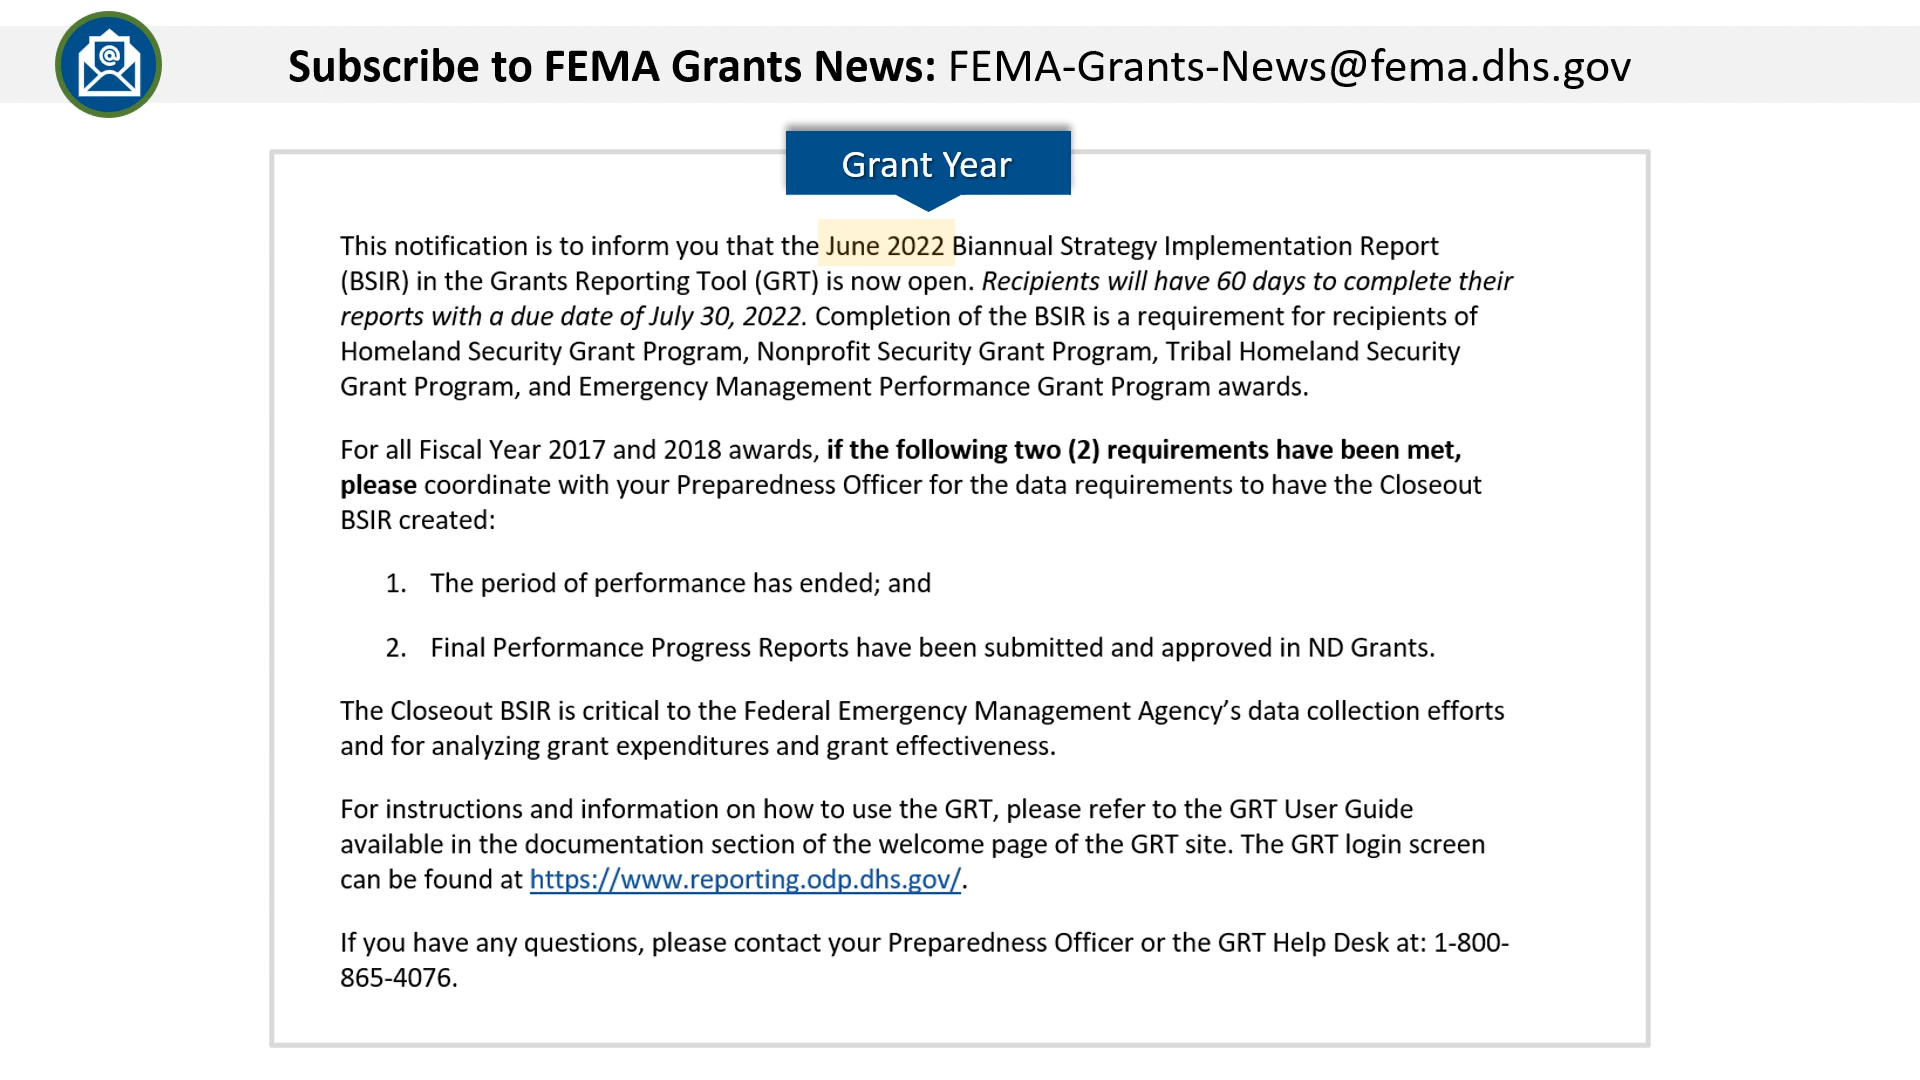 Subscribe to FEMA Grants News: FEMA-Grants-News@fema.dhs.gov
Grant Year
This notification is to inform you that the June 2022 Biannual Strategy Implementation Report
(BSIR) in the Grants Reporting Tool (GRT) is now open. Recipients will have 60 days to complete their
reports with a due date of July 30, 2022. Completion of the BSIR is a requirement for recipients of
Homeland Security Grant Program, Nonprofit Security Grant Program, Tribal Homeland Security
Grant Program, and Emergency Management Performance Grant Program awards.
For all Fiscal Year 2017 and 2018 awards, if the following two (2) requirements have been met,
please coordinate with your Preparedness Officer for the data requirements to have the Closeout
BSIR created:
1. The period of performance has ended; and
2. Final Performance Progress Reports have been submitted and approved in ND Grants.
The Closeout BSIR is critical to the Federal Emergency Management Agency’s data collection efforts
and for analyzing grant expenditures and grant effectiveness.
For instructions and information on how to use the GRT, please refer to the GRT User Guide
available in the documentation section of the welcome page of the GRT site. The GRT login screen
can be found at https://www.reporting.odp.dhs.gov/.
If you have any questions, please contact your Preparedness Officer or the GRT Help Desk at: 1-800-
865-4076.